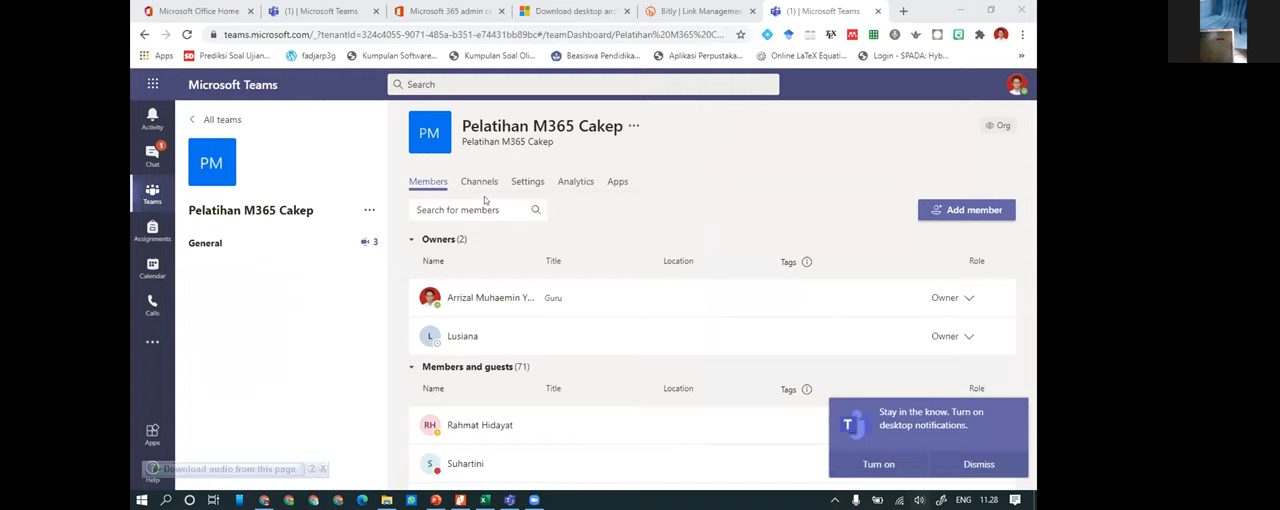 Microsoft Office Home
(1) | Microsoft Teams
Microsoft 365 admin c
Download desktop and
Bitly | Link Manageme
(1) | Microsoft Teams
teams.microsoft.com/_?tenantId=324c4055-9071-485a-b351-e74431bb89bc#/teamDashboard/Pelatihan%20M365%20C...
Apps
Prediksi Soal Ujian...
fadjarp3g
Kumpulan Software...
Kumpulan Soal Oli...
Beasiswa Pendidika...
Aplikasi Perpustaka...
Online LaTeX Equati...
Login - SPADA: Hyb...
»
Microsoft Teams
Search
Activity
Chat
1
Teams
Assignments
Calendar
Calls
...
Apps
Help
All teams
PM
Pelatihan M365 Cakep
...
General
3
PM
Pelatihan M365 Cakep
...
Pelatihan M365 Cakep
Org
Members
Channels
Settings
Analytics
Apps
Search for members
Add member
Owners (2)
Name
Title
Location
Tags
Role
Arrizal Muhaemin Y...
Guru
Owner
L
Lusiana
Owner
Members and guests (71)
Name
Title
Location
Tags
Role
RH
Rahmat Hidayat
S
Suhartini
T
Stay in the know. Turn on
desktop notifications.
Turn on
Dismiss
Download audio from this page
?
ENG
11.28